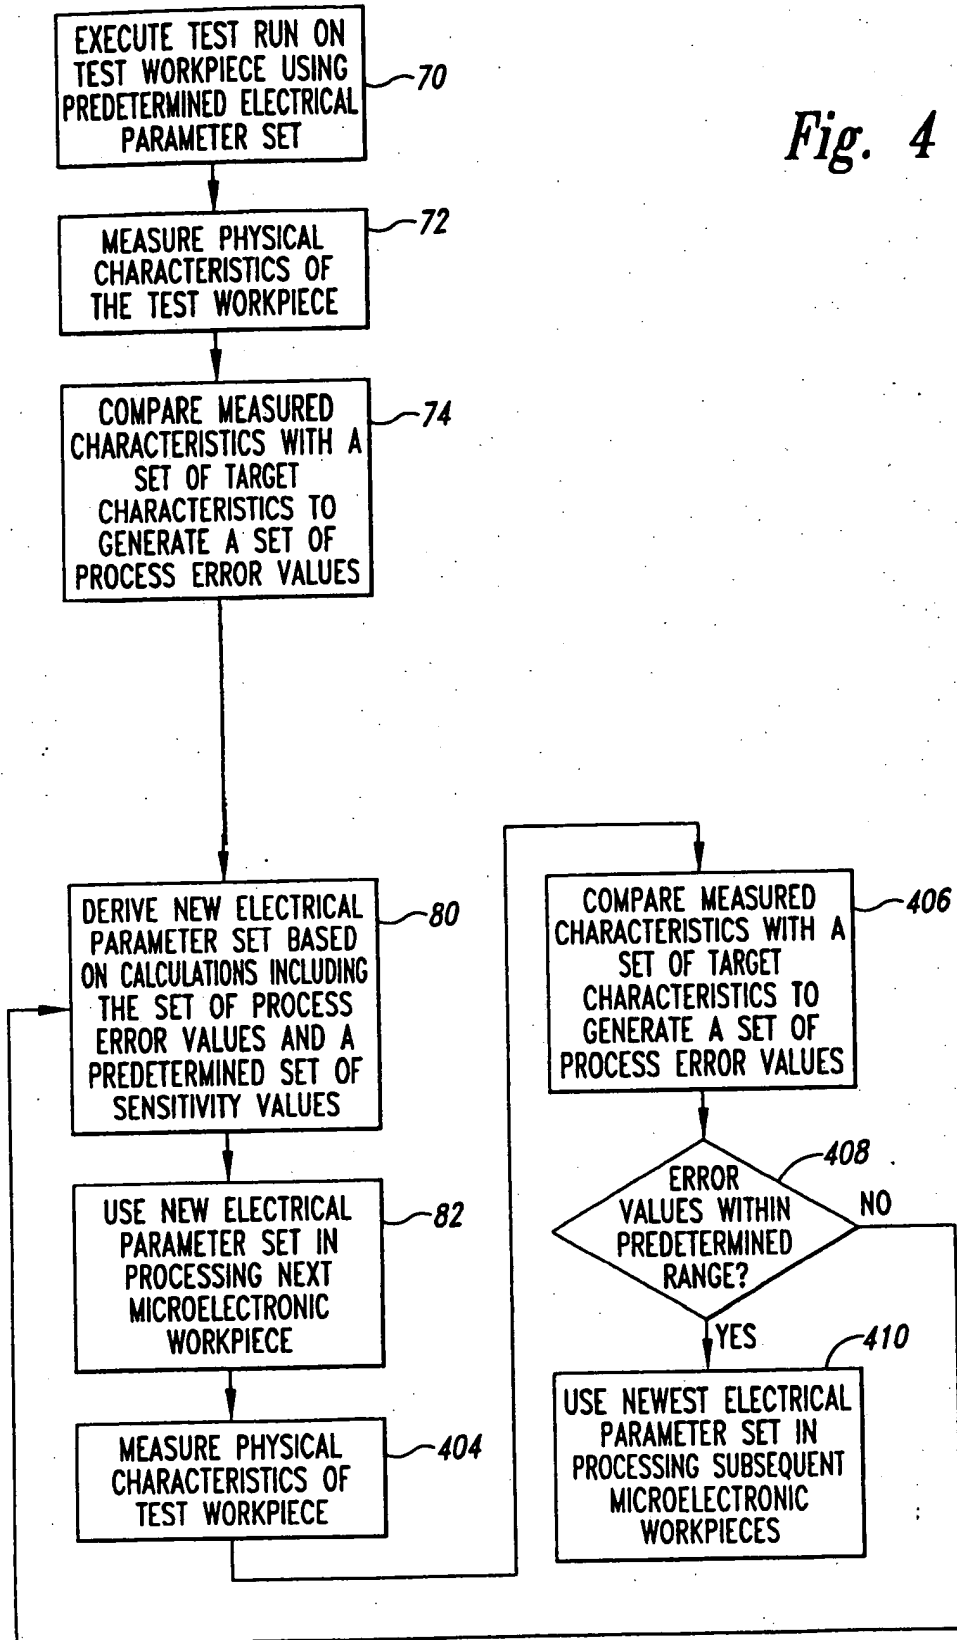 EXECUTE TEST RUN ON
TEST WORKPIECE USING
PREDETERMINED ELECTRICAL
PARAMETER SET
70
Fig. 4
MEASURE PHYSICAL
CHARACTERISTICS OF
THE TEST WORKPIECE
72
COMPARE MEASURED
CHARACTERISTICS WITH A
SET OF TARGET
CHARACTERISTICS TO
GENERATE A SET OF
PROCESS ERROR VALUES
74
DERIVE NEW ELECTRICAL
PARAMETER SET BASED
ON CALCULATIONS INCLUDING
THE SET OF PROCESS
ERROR VALUES AND A
PREDETERMINED SET OF
SENSITIVITY VALUES
80
USE NEW ELECTRICAL
PARAMETER SET IN
PROCESSING NEXT
MICROELECTRONIC
WORKPIECE
82
MEASURE PHYSICAL
CHARACTERISTICS OF
TEST WORKPIECE
404
COMPARE MEASURED
CHARACTERISTICS WITH A
SET OF TARGET
CHARACTERISTICS TO
GENERATE A SET OF
PROCESS ERROR VALUES
406
ERROR
VALUES WITHIN
PREDETERMINED
RANGE?
408
NO
YES
USE NEWEST ELECTRICAL
PARAMETER SET IN
PROCESSING SUBSEQUENT
MICROELECTRONIC
WORKPIECES
410